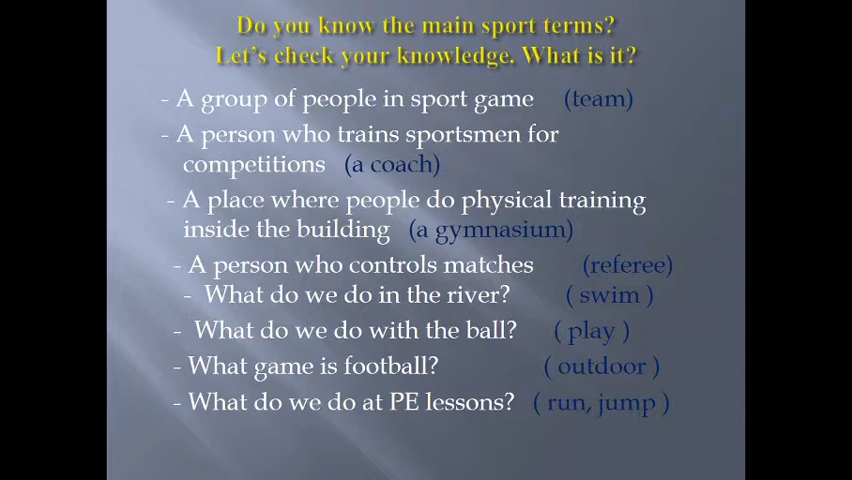 Do you know the main sport terms?
Let's check your knowledge. What is it?
- A group of people in sport game (team)
- A person who trains sportsmen for
competitions (a coach)
- A place where people do physical training
inside the building (a gymnasium)
- A person who controls matches (referee)
- What do we do in the river? ( swim )
- What do we do with the ball? ( play )
- What game is football? ( outdoor )
- What do we do at PE lessons? ( run, jump )